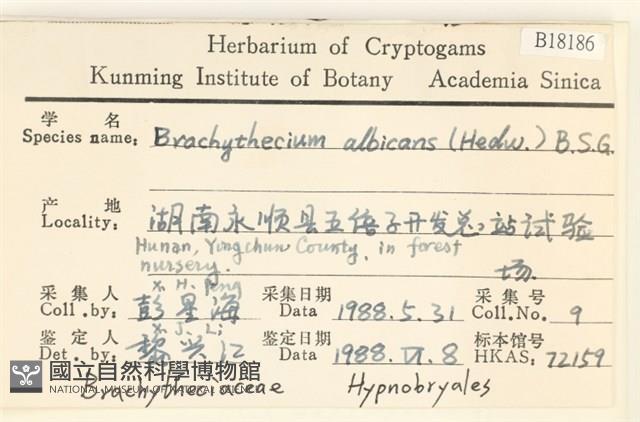 B18186
Herbarium of Cryptogams
Kunming Institute of Botany Academia Sinica
学 名
Species name: Brachythecium albicans (Hedw.) B.S.G.
产 地
Locality: 湖南永顺县五倍子开发总站试验
Hunan, Yingchun County, in forest
nursery. 场.
X. H. Peng
采集人 彭星海 采集日期 1988.5.31 采集号 9
Coll.by: Data Coll.No.
X. J. Li
鉴定人 黎兴江 鉴定日期 1988.VI.8 标本馆号 72159
Det.by: Data HKAS:
國立自然科學博物館
NATIONAL MUSEUM OF NATURAL SCIENCE
Brachytheciaceae Hypnobryales